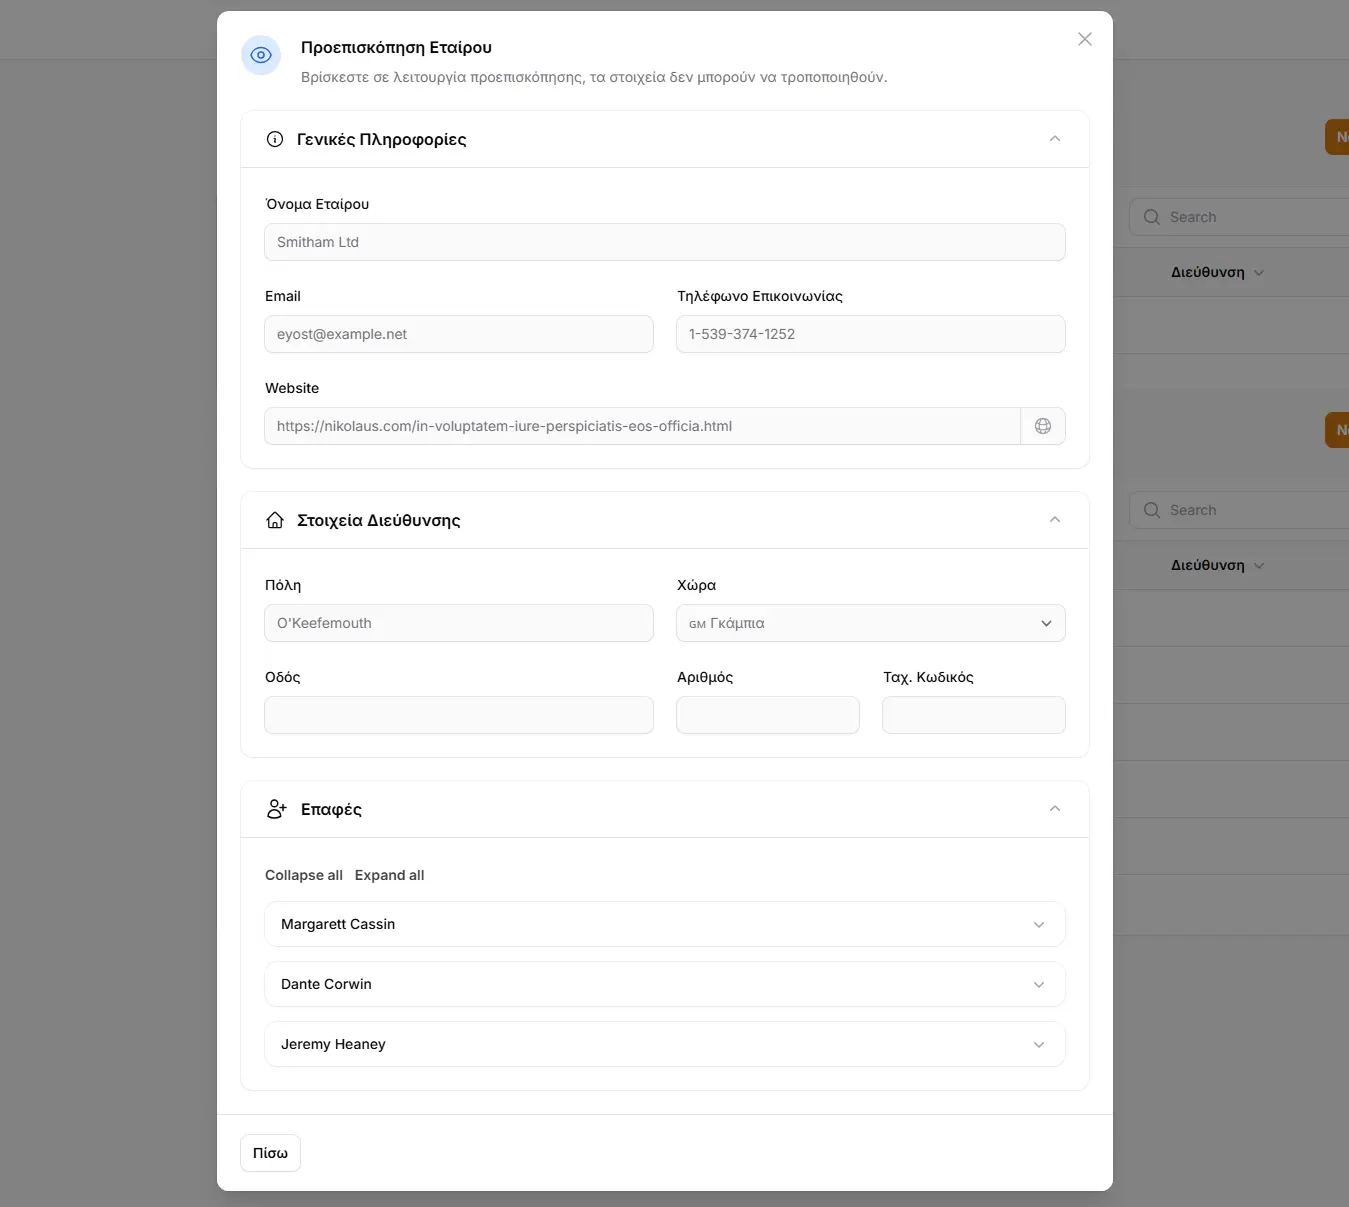 Προεπισκόπηση Εταίρου
Βρίσκεστε σε λειτουργία προεπισκόπησης, τα στοιχεία δεν μπορούν να τροποποιηθούν.
Γενικές Πληροφορίες
Όνομα Εταίρου
Smitham Ltd
Email
Τηλέφωνο Επικοινωνίας
eyost@example.net
1-539-374-1252
Website
https://nikolaus.com/in-voluptatem-iure-perspiciatis-eos-officia.html
Στοιχεία Διεύθυνσης
Πόλη
Χώρα
O'Keefemouth
GM Γκάμπια
Οδός
Αριθμός
Ταχ. Κωδικός
Επαφές
Collapse all Expand all
Margarett Cassin
Dante Corwin
Jeremy Heaney
Πίσω
Search
Διεύθυνση
Search
Διεύθυνση